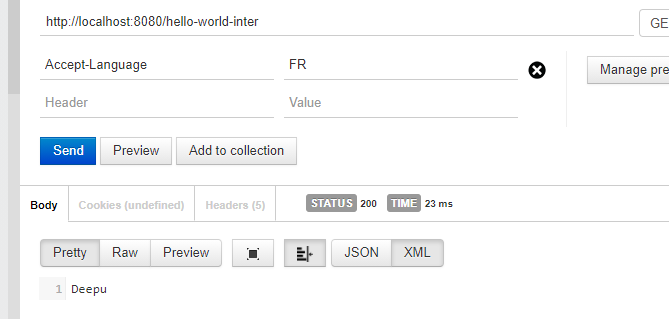 http://localhost:8080/hello-world-inter GE
Accept-Language FR
Manage pre
Header Value
Send Preview Add to collection
Body Cookies (undefined) Headers (5) STATUS 200 TIME 23 ms
Pretty Raw Preview JSON XML
1 Deepu